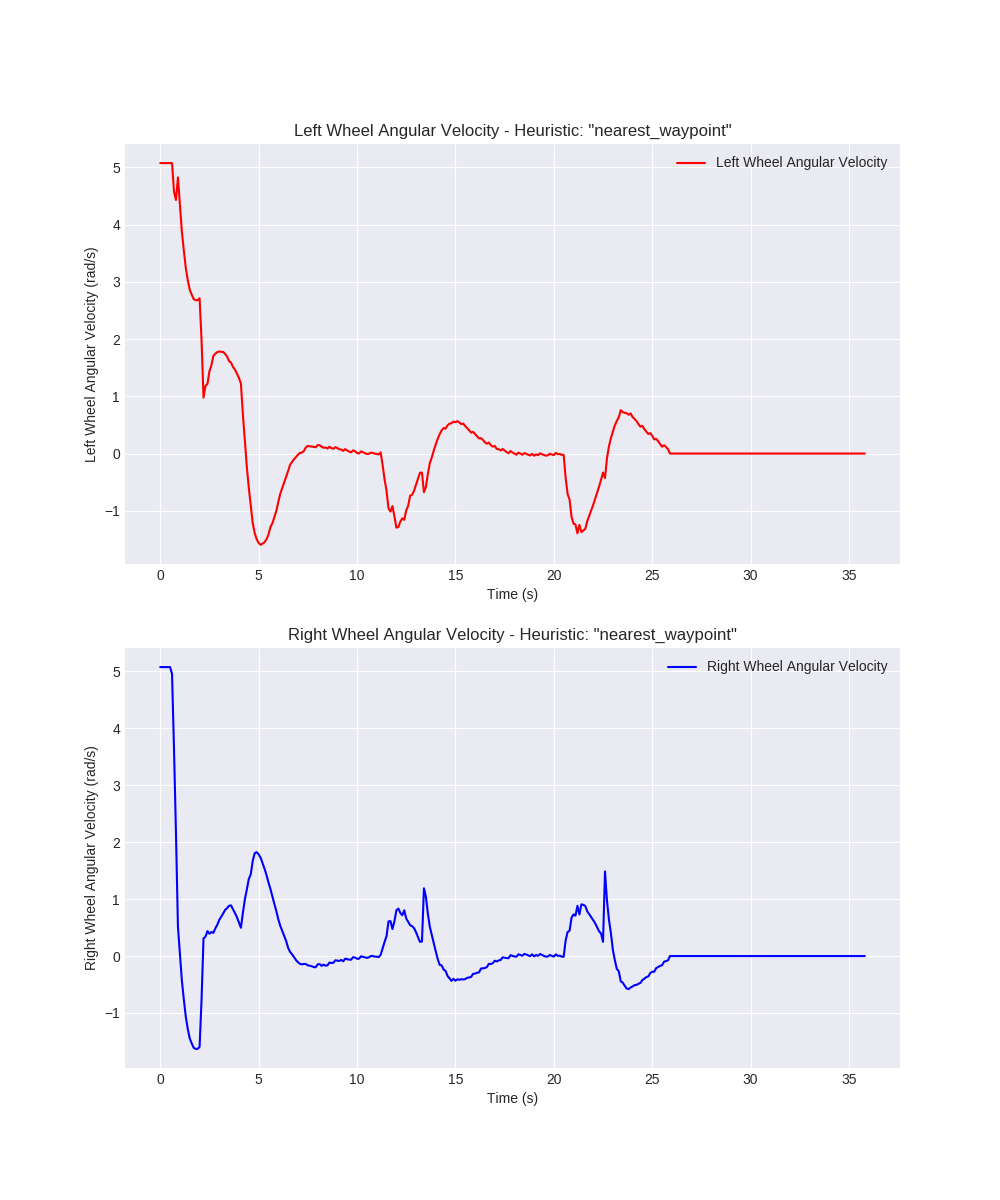 Left Wheel Angular Velocity - Heuristic: "nearest_waypoint"
Left Wheel Angular Velocity
Left Wheel Angular Velocity (rad/s)
5
4
3
2
1
0
−1
0 5 10 15 20 25 30 35
Time (s)
Right Wheel Angular Velocity - Heuristic: "nearest_waypoint"
Right Wheel Angular Velocity
Right Wheel Angular Velocity (rad/s)
5
4
3
2
1
0
−1
0 5 10 15 20 25 30 35
Time (s)